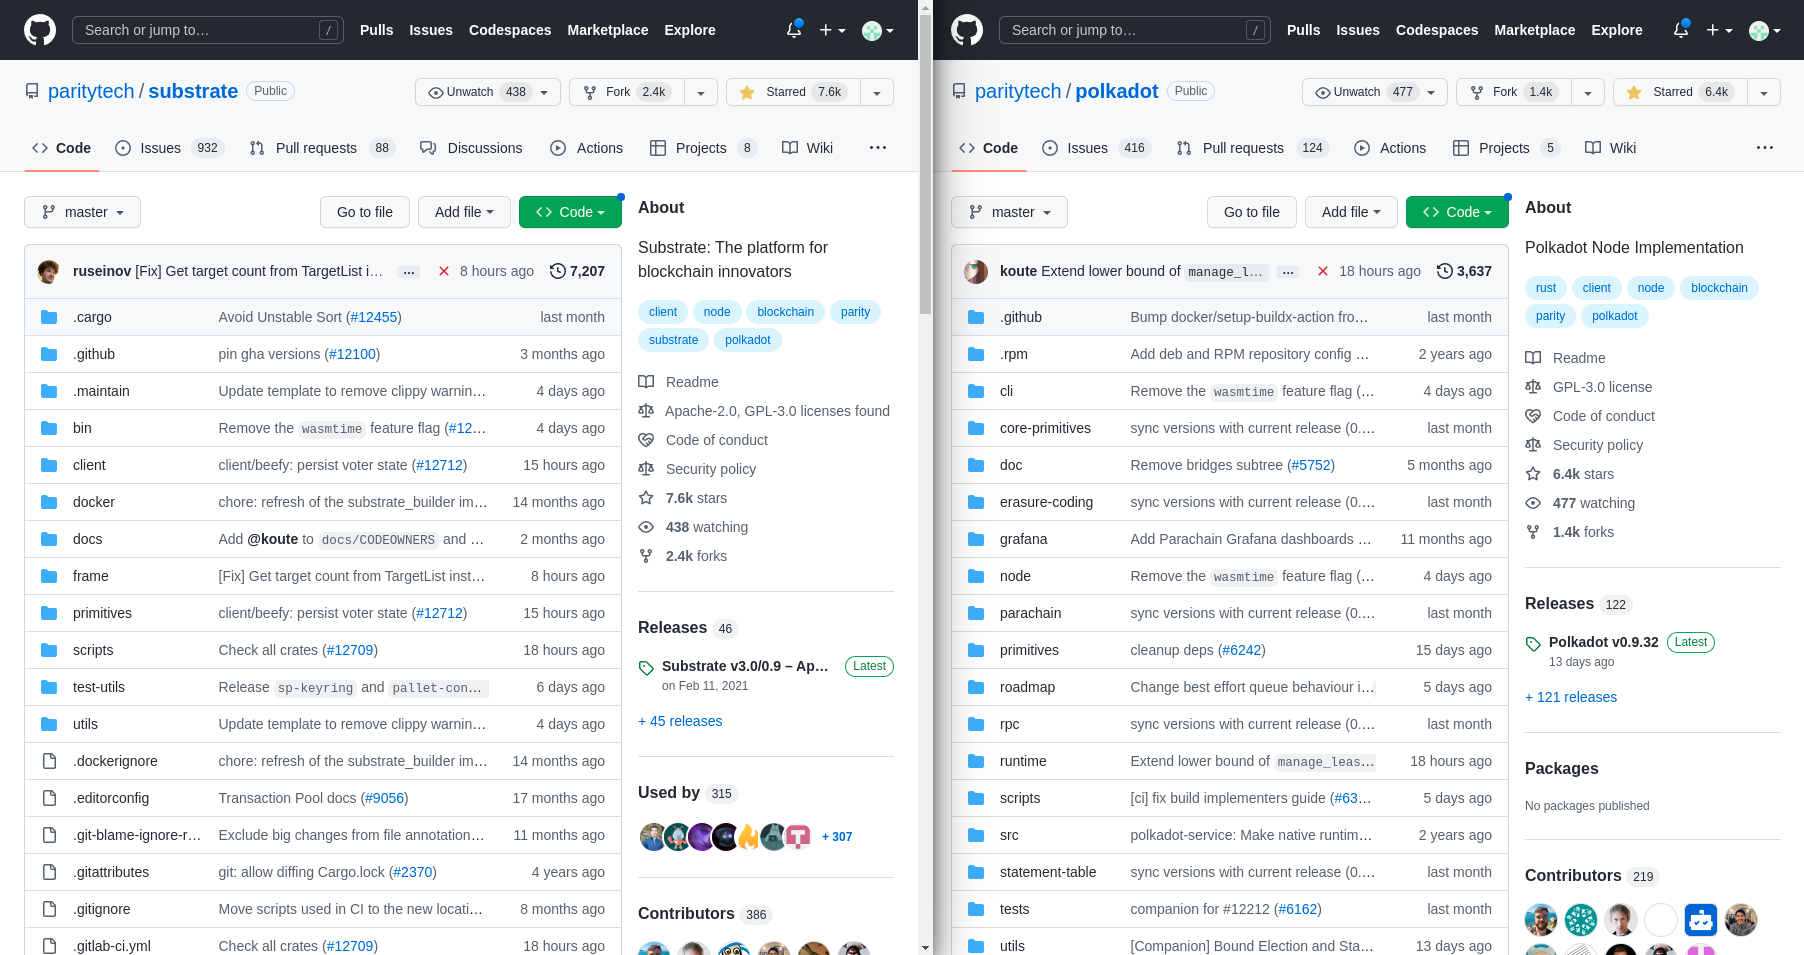 Search or jump to…
/
Pulls
Issues
Codespaces
Marketplace
Explore
paritytech / substrate Public
Unwatch 438
Fork 2.4k
Starred 7.6k
Code
Issues 932
Pull requests 88
Discussions
Actions
Projects 8
Wiki
master
Go to file
Add file
Code
ruseinov [Fix] Get target count from TargetList i… … 8 hours ago 7,207
.cargo Avoid Unstable Sort (#12455) last month
.github pin gha versions (#12100) 3 months ago
.maintain Update template to remove clippy warnin… 4 days ago
bin Remove the wasmtime feature flag (#12… 4 days ago
client client/beefy: persist voter state (#12712) 15 hours ago
docker chore: refresh of the substrate_builder im… 14 months ago
docs Add @koute to docs/CODEOWNERS and … 2 months ago
frame [Fix] Get target count from TargetList inst… 8 hours ago
primitives client/beefy: persist voter state (#12712) 15 hours ago
scripts Check all crates (#12709) 18 hours ago
test-utils Release sp-keyring and pallet-con… 6 days ago
utils Update template to remove clippy warnin… 4 days ago
.dockerignore chore: refresh of the substrate_builder im… 14 months ago
.editorconfig Transaction Pool docs (#9056) 17 months ago
.git-blame-ignore-r… Exclude big changes from file annotation… 11 months ago
.gitattributes git: allow diffing Cargo.lock (#2370) 4 years ago
.gitignore Move scripts used in CI to the new locati… 8 months ago
.gitlab-ci.yml Check all crates (#12709) 18 hours ago
About
Substrate: The platform for
blockchain innovators
client node blockchain parity
substrate polkadot
Readme
Apache-2.0, GPL-3.0 licenses found
Code of conduct
Security policy
7.6k stars
438 watching
2.4k forks
Releases 46
Substrate v3.0/0.9 – Ap… Latest
on Feb 11, 2021
+ 45 releases
Used by 315
+ 307
Contributors 386
Search or jump to…
/
Pulls
Issues
Codespaces
Marketplace
Explore
paritytech / polkadot Public
Unwatch 477
Fork 1.4k
Starred 6.4k
Code
Issues 416
Pull requests 124
Actions
Projects 5
Wiki
master
Go to file
Add file
Code
koute Extend lower bound of manage_l… … 18 hours ago 3,637
.github Bump docker/setup-buildx-action fro… last month
.rpm Add deb and RPM repository config … 2 years ago
cli Remove the wasmtime feature flag (… 4 days ago
core-primitives sync versions with current release (0.… last month
doc Remove bridges subtree (#5752) 5 months ago
erasure-coding sync versions with current release (0.… last month
grafana Add Parachain Grafana dashboards … 11 months ago
node Remove the wasmtime feature flag (… 4 days ago
parachain sync versions with current release (0.… last month
primitives cleanup deps (#6242) 15 days ago
roadmap Change best effort queue behaviour i… 5 days ago
rpc sync versions with current release (0.… last month
runtime Extend lower bound of manage_leas… 18 hours ago
scripts [ci] fix build implementers guide (#63… 5 days ago
src polkadot-service: Make native runtim… 2 years ago
statement-table sync versions with current release (0.… last month
tests companion for #12212 (#6162) last month
utils [Companion] Bound Election and Sta… 13 days ago
About
Polkadot Node Implementation
rust client node blockchain
parity polkadot
Readme
GPL-3.0 license
Code of conduct
Security policy
6.4k stars
477 watching
1.4k forks
Releases 122
Polkadot v0.9.32 Latest
13 days ago
+ 121 releases
Packages
No packages published
Contributors 219